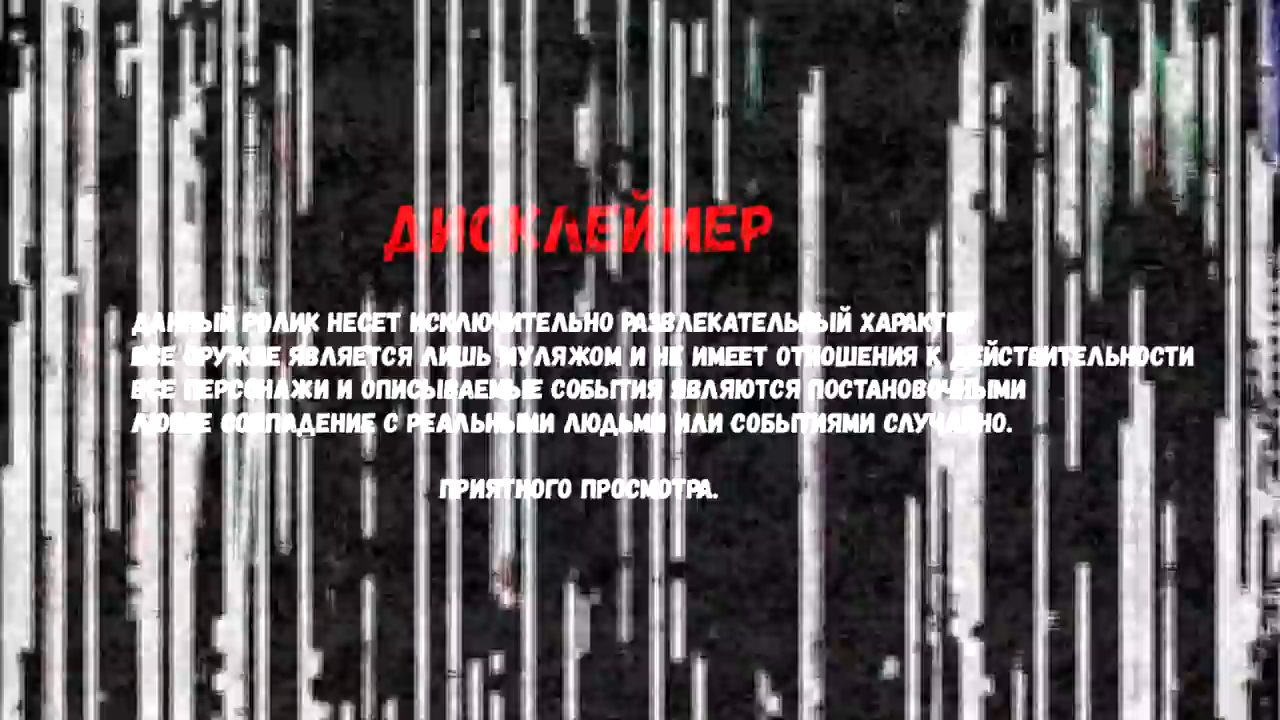 ДИСКЛЕЙМЕР
ДАННЫЙ РОЛИК НЕСЕТ ИСКЛЮЧИТЕЛЬНО РАЗВЛЕКАТЕЛЬНЫЙ ХАРАКТЕР
ВСЕ ОРУЖИЕ ЯВЛЯЕТСЯ ЛИШЬ МУЛЯЖОМ И НЕ ИМЕЕТ ОТНОШЕНИЯ К ДЕЙСТВИТЕЛЬНОСТИ
ВСЕ ПЕРСОНАЖИ И ОПИСЫВАЕМЫЕ СОБЫТИЯ ЯВЛЯЮТСЯ ПОСТАНОВОЧНЫМИ
ЛЮБОЕ СОВПАДЕНИЕ С РЕАЛЬНЫМИ ЛЮДЬМИ ИЛИ СОБЫТИЯМИ СЛУЧАЙНО.
ПРИЯТНОГО ПРОСМОТРА.